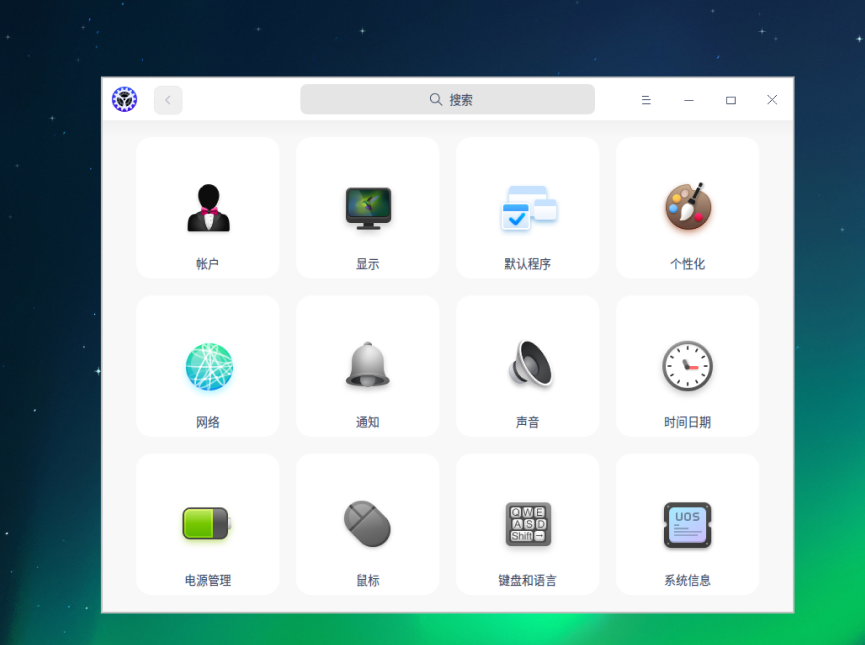 搜索
帐户
显示
默认程序
个性化
网络
通知
声音
时间日期
电源管理
鼠标
Q W E
A S D
Shift →
键盘和语言
UOS
系统信息